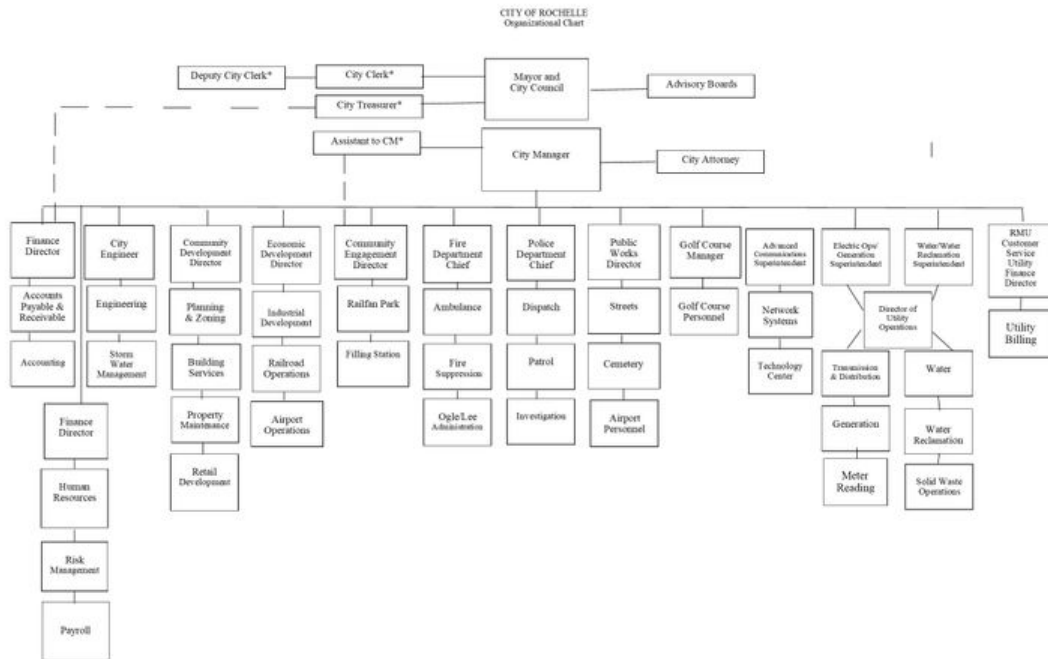 CITY OF ROCHELLE
Organizational Chart
Deputy City Clerk*
City Clerk*
Mayor and
City Council
Advisory Boards
City Treasurer*
Assistant to CM*
City Manager
City Attorney
Finance
Director
City
Engineer
Community
Development
Director
Economic
Development
Director
Community
Engagement
Director
Fire
Department
Chief
Police
Department
Chief
Public
Works
Director
Golf Course
Manager
Advanced
Communications
Superintendent
Electric Ops/
Generation
Superintendent
Water/Water
Reclamation
Superintendent
RMU
Customer
Service
Utility
Finance
Director
Accounts
Payable &
Receivable
Engineering
Planning
& Zoning
Industrial
Development
Railfan Park
Ambulance
Dispatch
Streets
Golf Course
Personnel
Network
Systems
Director of
Utility
Operations
Utility
Billing
Accounting
Storm
Water
Management
Building
Services
Railroad
Operations
Filling Station
Fire
Suppression
Patrol
Cemetery
Technology
Center
Transmission
& Distribution
Water
Finance
Director
Property
Maintenance
Airport
Operations
Ogle/Lee
Administration
Investigation
Airport
Personnel
Generation
Water
Reclamation
Human
Resources
Retail
Development
Meter
Reading
Solid Waste
Operations
Risk
Management
Payroll